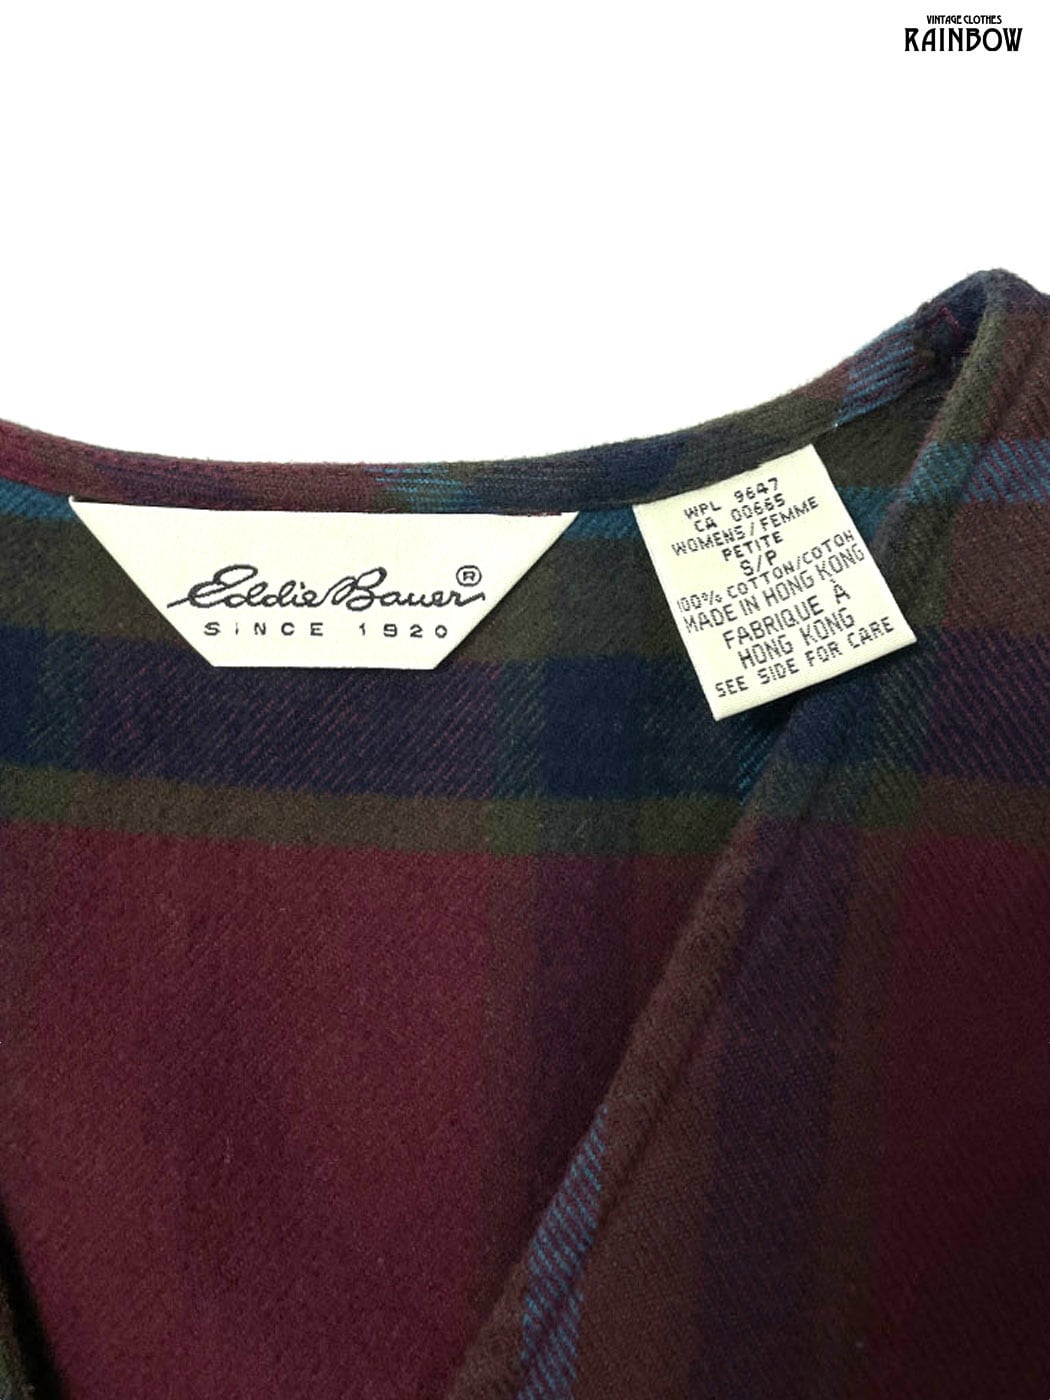 VINTAGE CLOTHES
RAINBOW
Eddie Bauer®
SINCE 1920
WPL 9647
CA 00665
WOMENS/FEMME
PETITE
S/P
100% COTTON/COTON
MADE IN HONG KONG
FABRIQUE À
HONG KONG
SEE SIDE FOR CARE